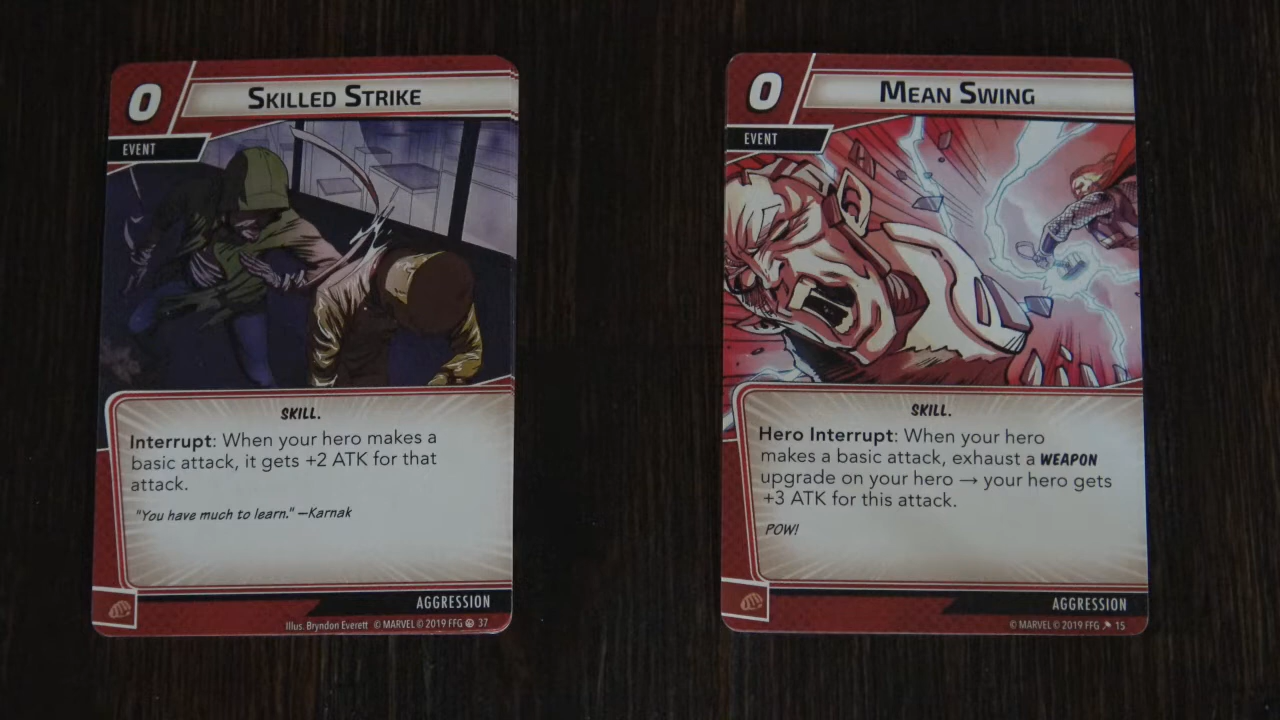 0
SKILLED STRIKE
EVENT
SKILL.
Interrupt: When your hero makes a
basic attack, it gets +2 ATK for that
attack.
"You have much to learn." —Karnak
AGGRESSION
Illus. Bryndon Everett © MARVEL © 2019 FFG 37
0
MEAN SWING
EVENT
SKILL.
Hero Interrupt: When your hero
makes a basic attack, exhaust a WEAPON
upgrade on your hero → your hero gets
+3 ATK for this attack.
POW!
AGGRESSION
© MARVEL © 2019 FFG 15